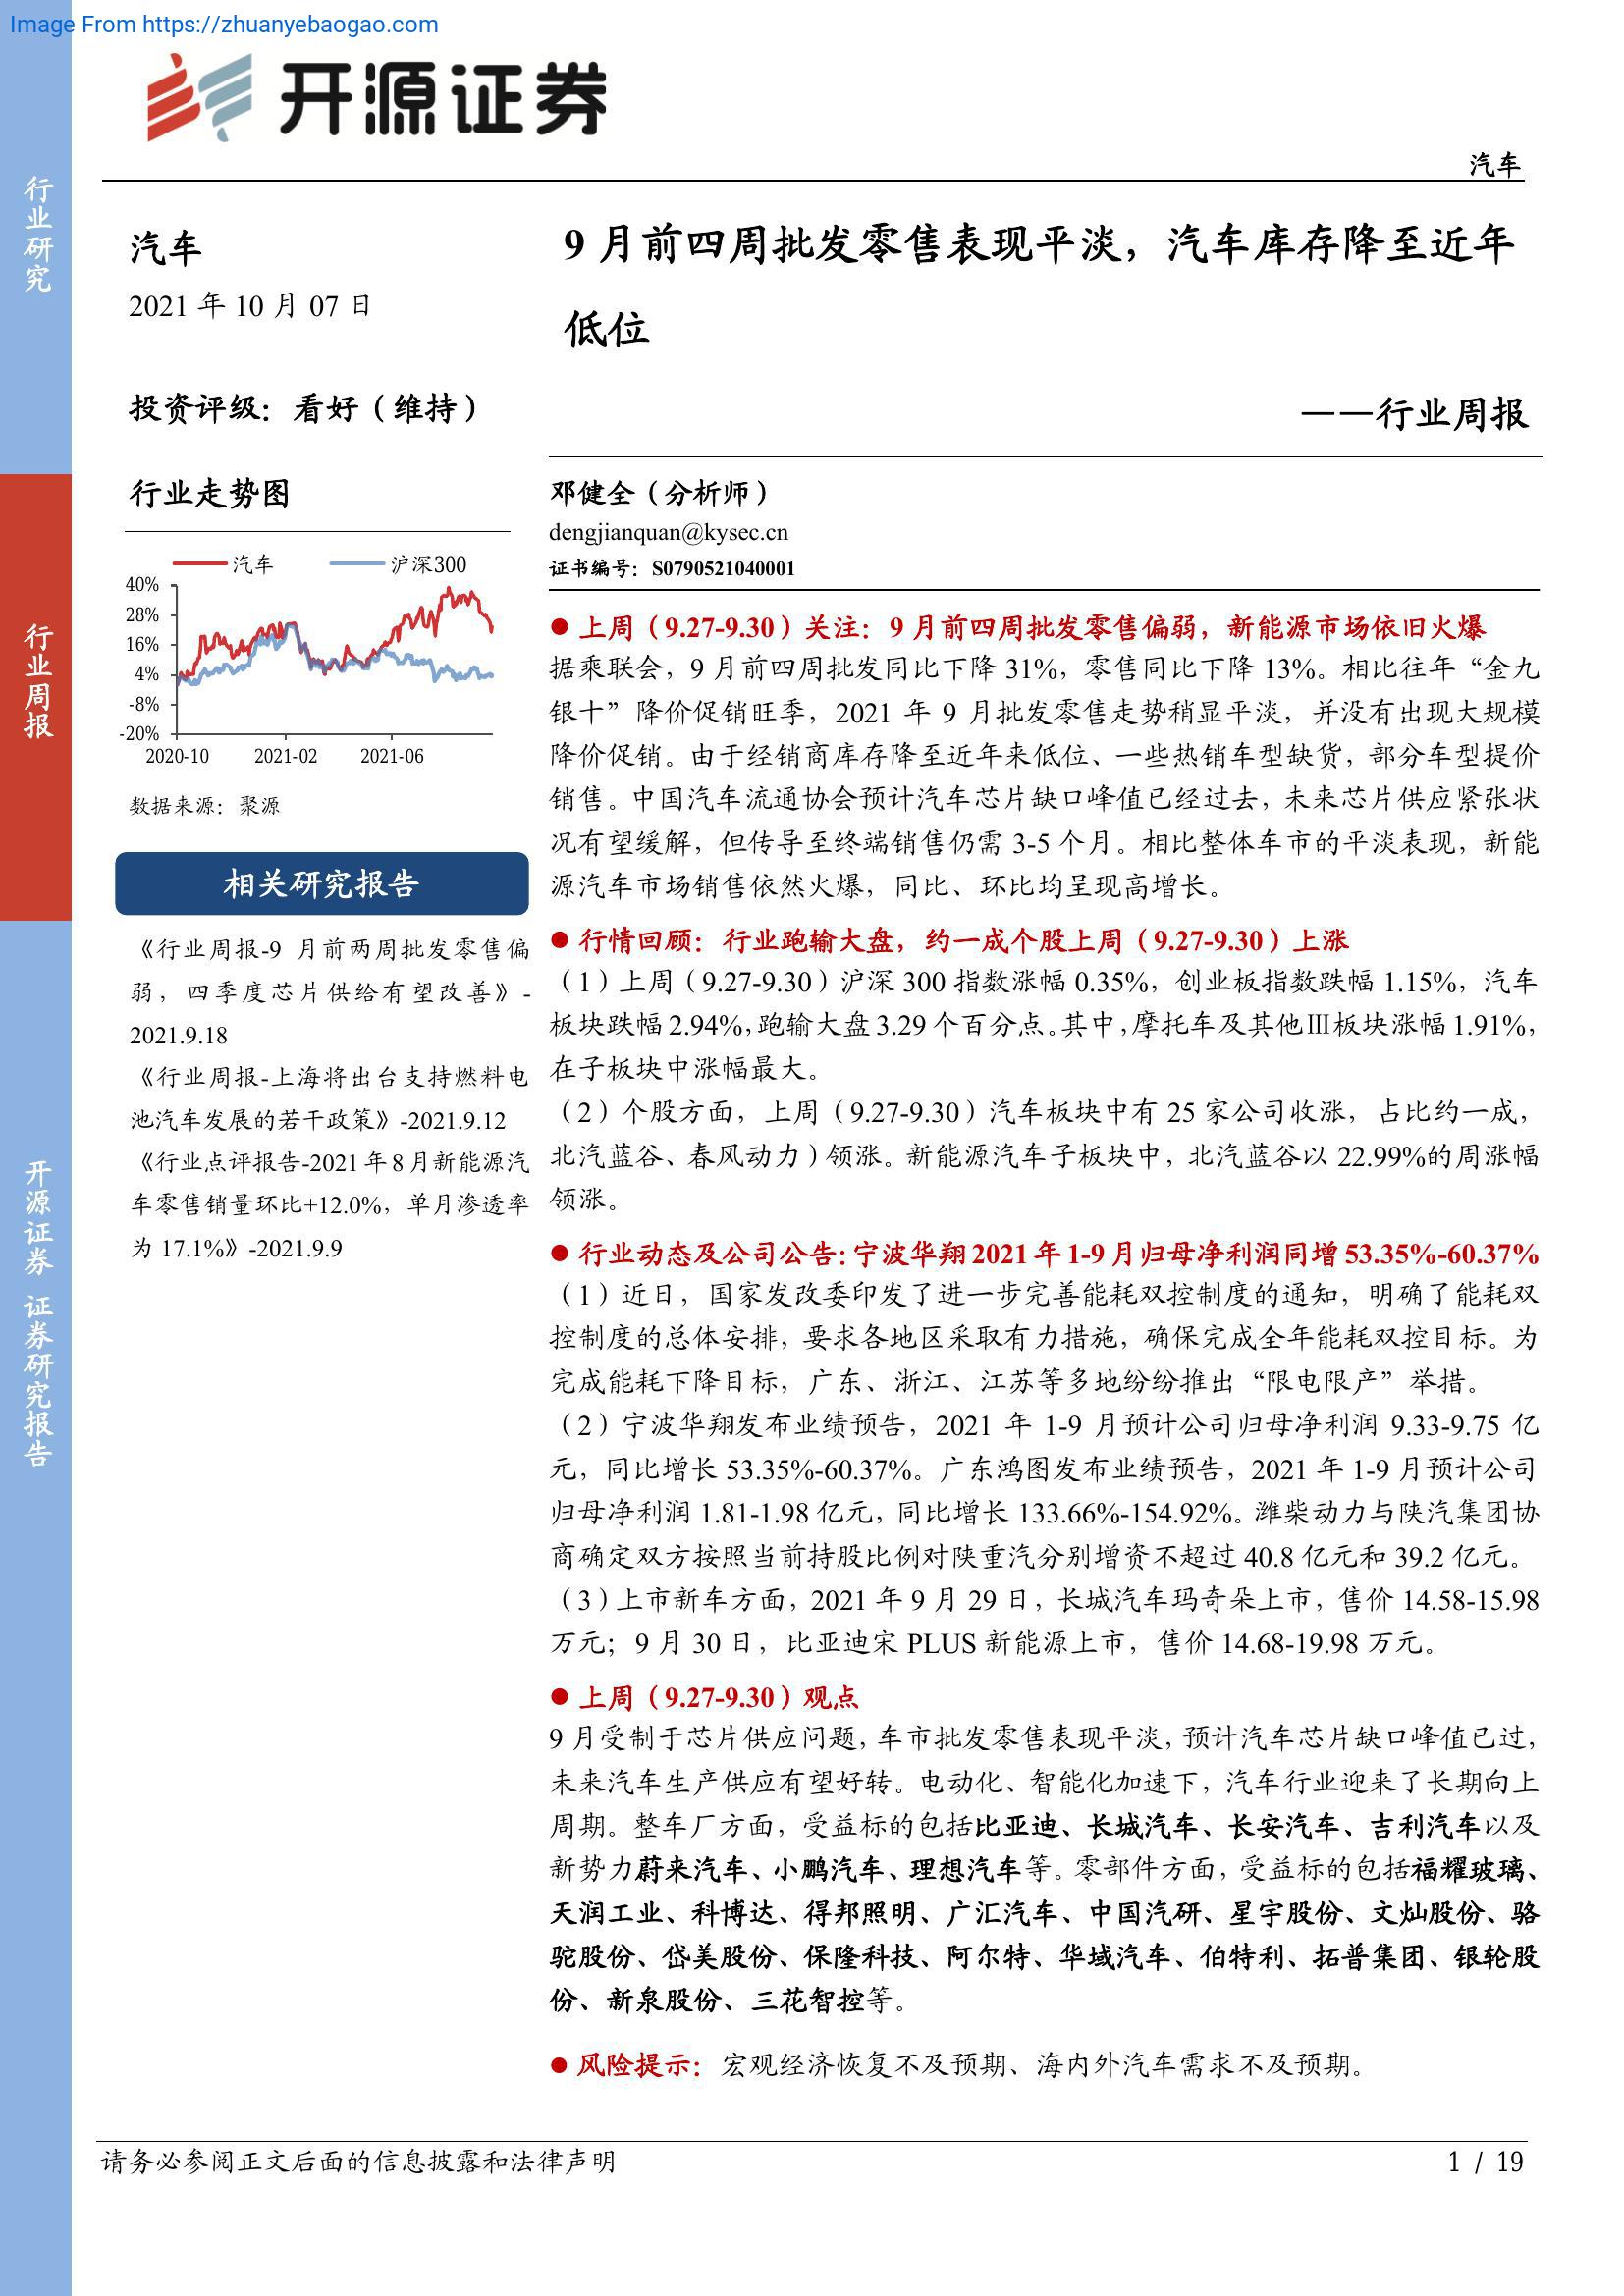 Image From https://zhuanyebaogao.com
开源证券
汽车
行业研究
行业周报
开源证券 证券研究报告
汽车
2021 年 10 月 07 日
投资评级：看好（维持）
行业走势图
汽车 沪深300
40%
28%
16%
4%
-8%
-20%
2020-10 2021-02 2021-06
数据来源：聚源
相关研究报告
《行业周报-9 月前两周批发零售偏
弱，四季度芯片供给有望改善》-
2021.9.18
《行业周报-上海将出台支持燃料电
池汽车发展的若干政策》-2021.9.12
《行业点评报告-2021 年 8 月新能源汽
车零售销量环比+12.0%，单月渗透率
为 17.1%》-2021.9.9
9 月前四周批发零售表现平淡，汽车库存降至近年
低位
——行业周报
邓健全（分析师）
dengjianquan@kysec.cn
证书编号：S0790521040001
● 上周（9.27-9.30）关注：9 月前四周批发零售偏弱，新能源市场依旧火爆
据乘联会，9 月前四周批发同比下降 31%，零售同比下降 13%。相比往年“金九
银十”降价促销旺季，2021 年 9 月批发零售走势稍显平淡，并没有出现大规模
降价促销。由于经销商库存降至近年来低位、一些热销车型缺货，部分车型提价
销售。中国汽车流通协会预计汽车芯片缺口峰值已经过去，未来芯片供应紧张状
况有望缓解，但传导至终端销售仍需 3-5 个月。相比整体车市的平淡表现，新能
源汽车市场销售依然火爆，同比、环比均呈现高增长。
● 行情回顾：行业跑输大盘，约一成个股上周（9.27-9.30）上涨
（1）上周（9.27-9.30）沪深 300 指数涨幅 0.35%，创业板指数跌幅 1.15%，汽车
板块跌幅 2.94%，跑输大盘 3.29 个百分点。其中，摩托车及其他Ⅲ板块涨幅 1.91%，
在子板块中涨幅最大。
（2）个股方面，上周（9.27-9.30）汽车板块中有 25 家公司收涨，占比约一成，
北汽蓝谷、春风动力）领涨。新能源汽车子板块中，北汽蓝谷以 22.99%的周涨幅
领涨。
● 行业动态及公司公告：宁波华翔 2021 年 1-9 月归母净利润同增 53.35%-60.37%
（1）近日，国家发改委印发了进一步完善能耗双控制度的通知，明确了能耗双
控制度的总体安排，要求各地区采取有力措施，确保完成全年能耗双控目标。为
完成能耗下降目标，广东、浙江、江苏等多地纷纷推出“限电限产”举措。
（2）宁波华翔发布业绩预告，2021 年 1-9 月预计公司归母净利润 9.33-9.75 亿
元，同比增长 53.35%-60.37%。广东鸿图发布业绩预告，2021 年 1-9 月预计公司
归母净利润 1.81-1.98 亿元，同比增长 133.66%-154.92%。潍柴动力与陕汽集团协
商确定双方按照当前持股比例对陕重汽分别增资不超过 40.8 亿元和 39.2 亿元。
（3）上市新车方面，2021 年 9 月 29 日，长城汽车玛奇朵上市，售价 14.58-15.98
万元；9 月 30 日，比亚迪宋 PLUS 新能源上市，售价 14.68-19.98 万元。
● 上周（9.27-9.30）观点
9 月受制于芯片供应问题，车市批发零售表现平淡，预计汽车芯片缺口峰值已过，
未来汽车生产供应有望好转。电动化、智能化加速下，汽车行业迎来了长期向上
周期。整车厂方面，受益标的包括比亚迪、长城汽车、长安汽车、吉利汽车以及
新势力蔚来汽车、小鹏汽车、理想汽车等。零部件方面，受益标的包括福耀玻璃、
天润工业、科博达、得邦照明、广汇汽车、中国汽研、星宇股份、文灿股份、骆
驼股份、岱美股份、保隆科技、阿尔特、华域汽车、伯特利、拓普集团、银轮股
份、新泉股份、三花智控等。
● 风险提示：宏观经济恢复不及预期、海内外汽车需求不及预期。
请务必参阅正文后面的信息披露和法律声明
1 / 19